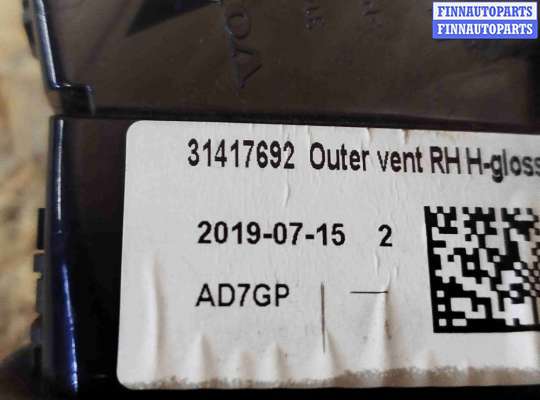 FINNAUTOPARTS
FINNAUTOPARTS
31417692 Outer vent RH H-gloss
2019-07-15 2
AD7GP